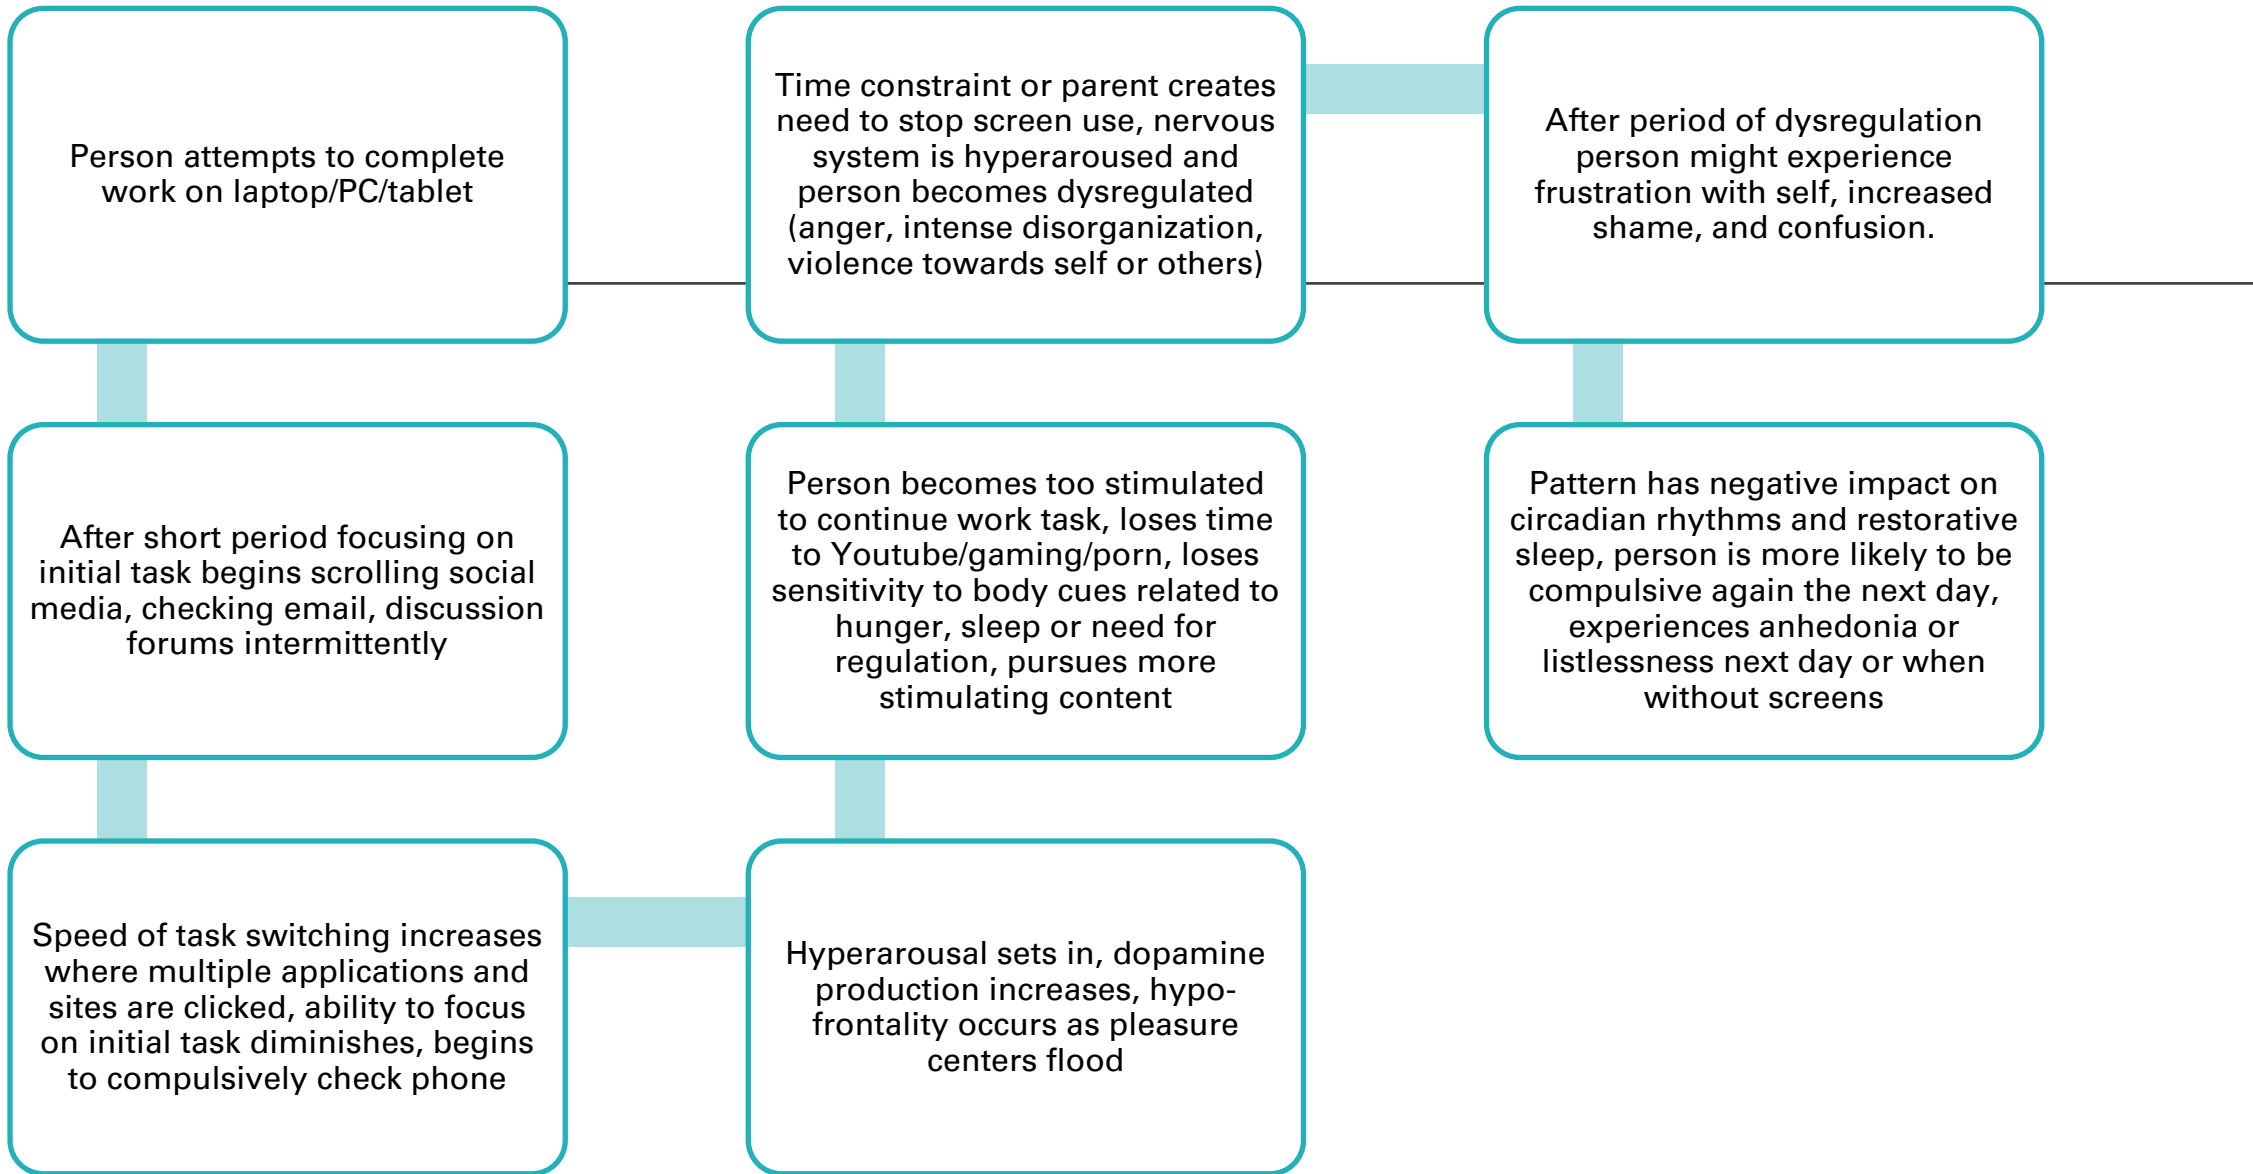 Person attempts to complete
work on laptop/PC/tablet
After short period focusing on
initial task begins scrolling social
media, checking email, discussion
forums intermittently
Speed of task switching increases
where multiple applications and
sites are clicked, ability to focus
on initial task diminishes, begins
to compulsively check phone
Hyperarousal sets in, dopamine
production increases, hypo-
frontality occurs as pleasure
centers flood
Person becomes too stimulated
to continue work task, loses time
to Youtube/gaming/porn, loses
sensitivity to body cues related to
hunger, sleep or need for
regulation, pursues more
stimulating content
Time constraint or parent creates
need to stop screen use, nervous
system is hyperaroused and
person becomes dysregulated
(anger, intense disorganization,
violence towards self or others)
After period of dysregulation
person might experience
frustration with self, increased
shame, and confusion.
Pattern has negative impact on
circadian rhythms and restorative
sleep, person is more likely to be
compulsive again the next day,
experiences anhedonia or
listlessness next day or when
without screens